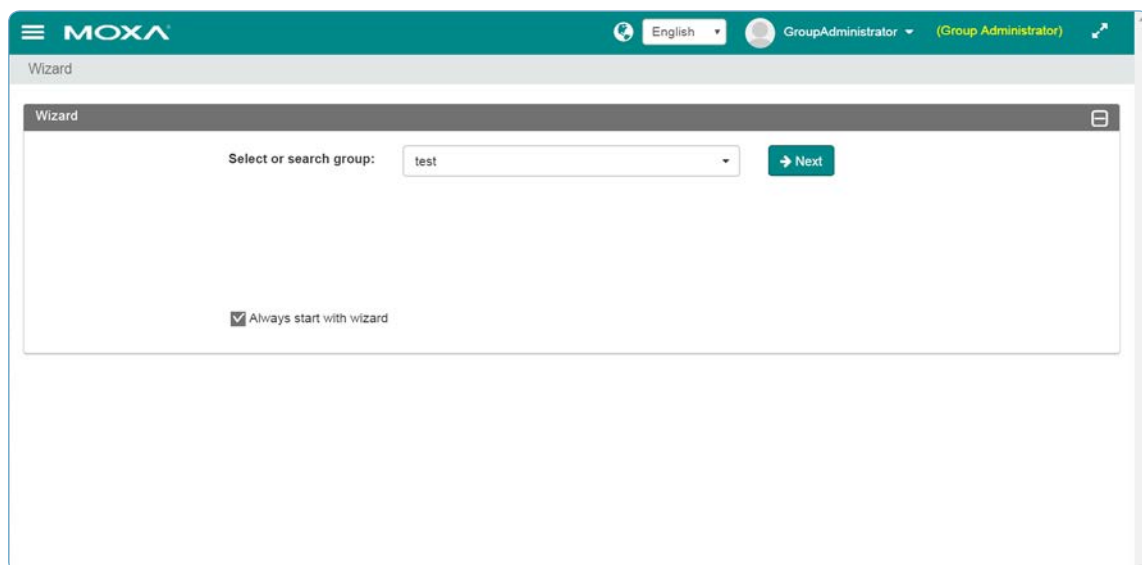 MOXA English GroupAdministrator (Group Administrator)
Wizard
Wizard
Select or search group: test Next
Always start with wizard